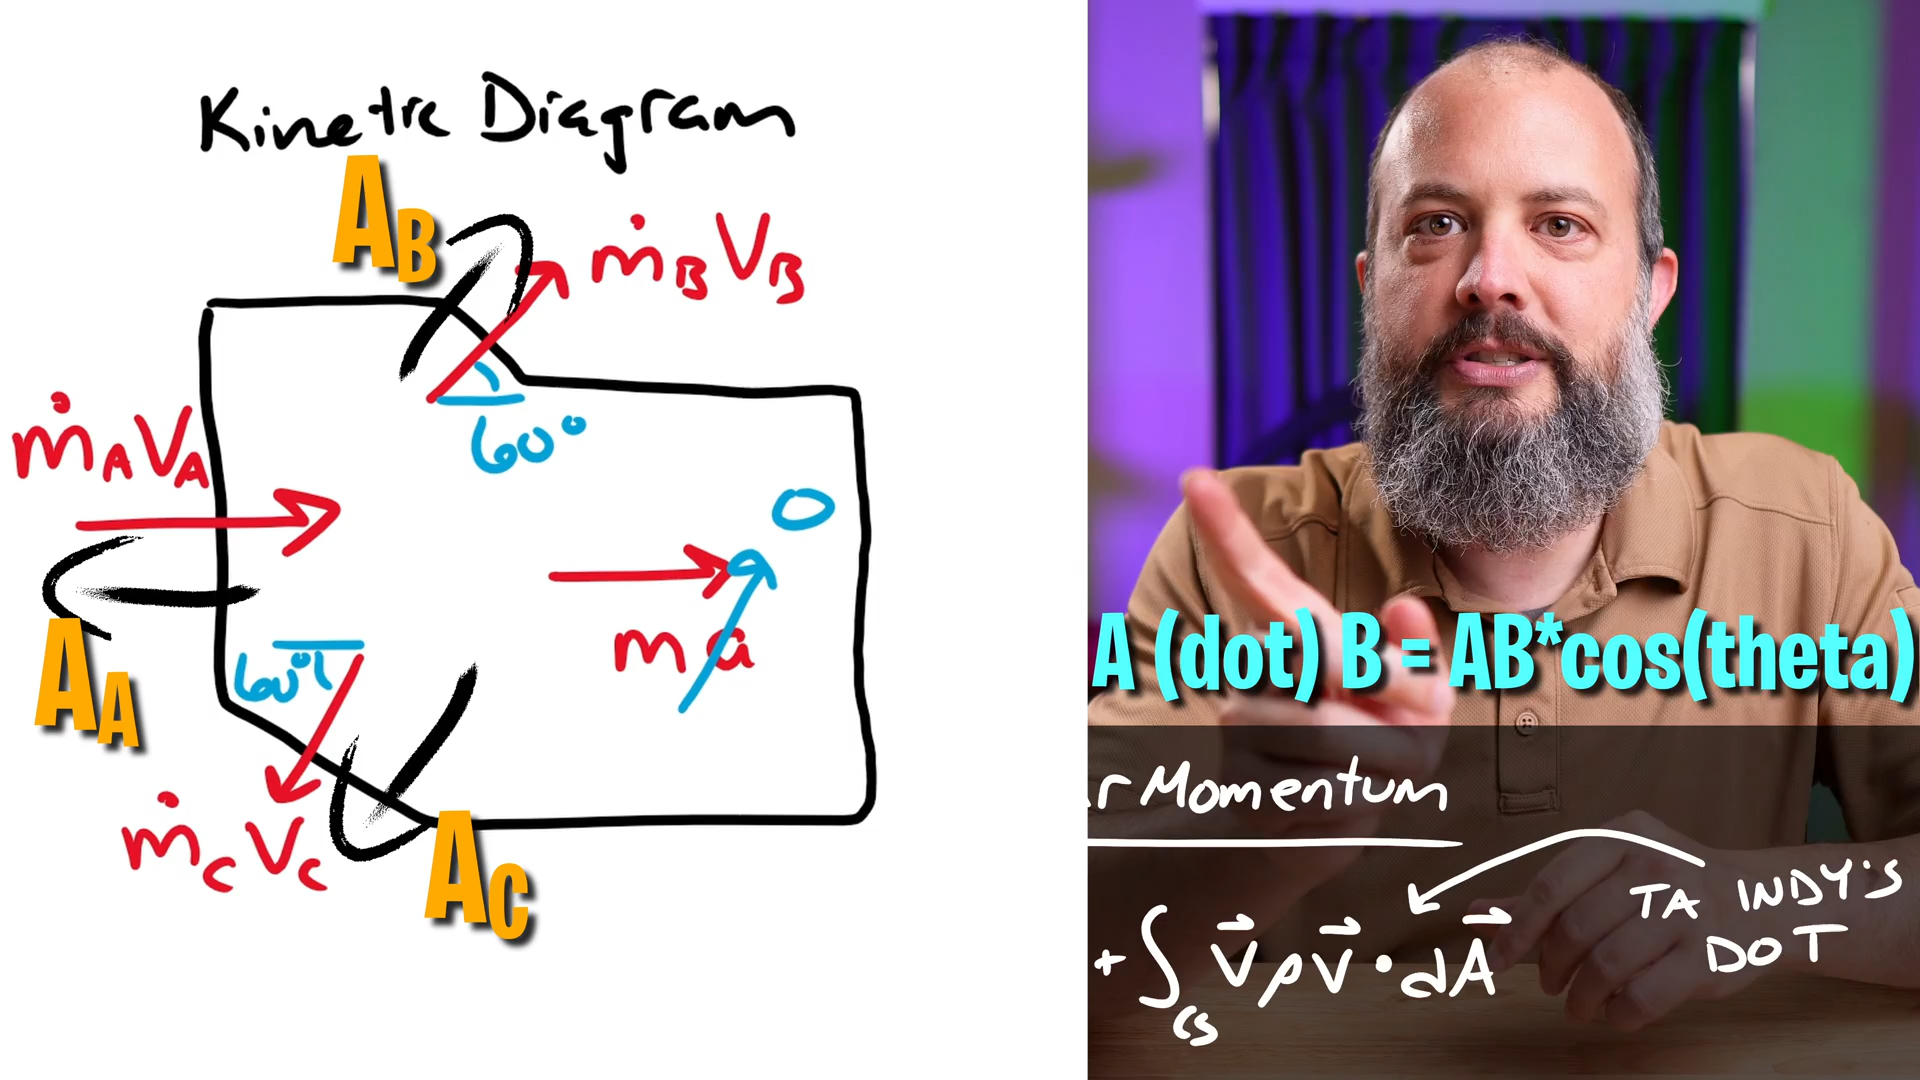 Kinetic Diagram
A_B
ṁ_B V_B
60°
ṁ_A V_A
0
A_A
ma
60°
ṁ_C V_C
A_C
A (dot) B = AB*cos(theta)
r Momentum
TA INDY'S
DOT
+ ∫_cs V⃗ρV⃗•dA⃗